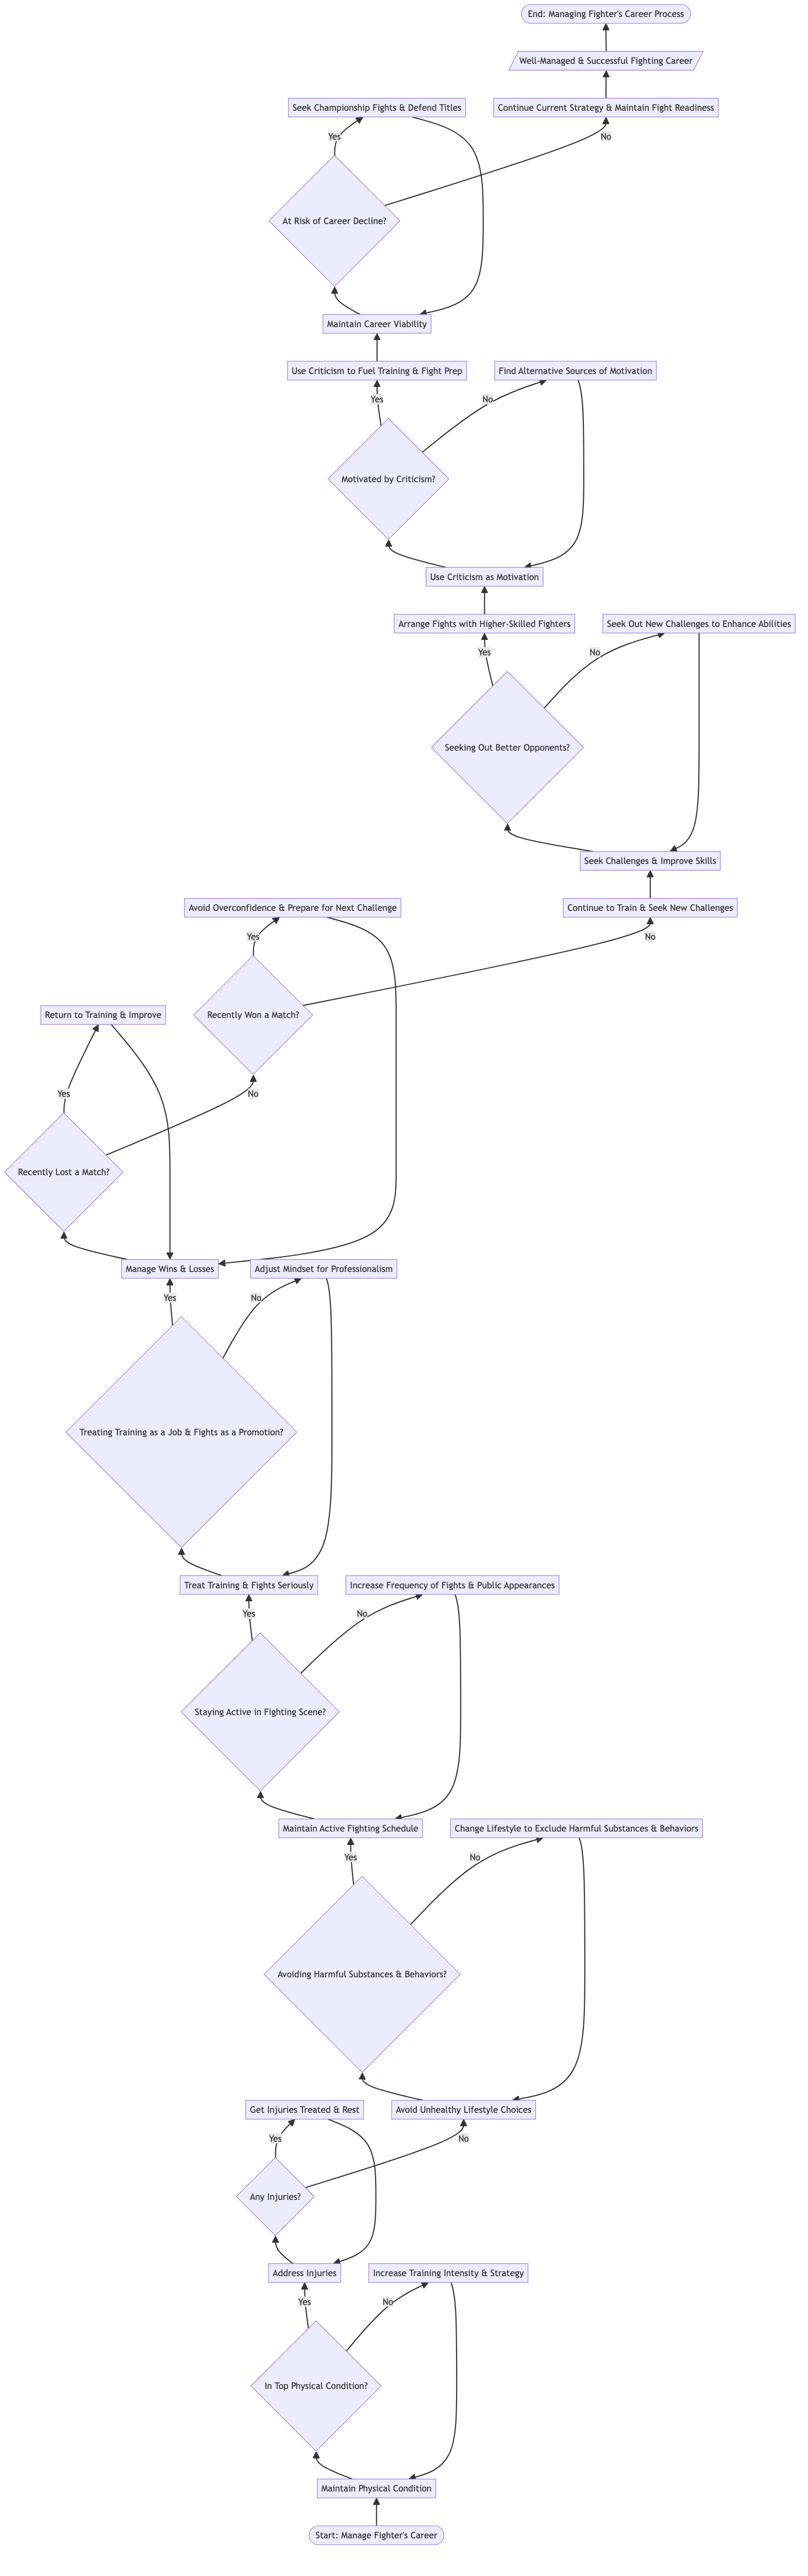 End: Managing Fighter's Career Process
Well-Managed & Successful Fighting Career
Seek Championship Fights & Defend Titles
Continue Current Strategy & Maintain Fight Readiness
Yes
No
At Risk of Career Decline?
Maintain Career Viability
Use Criticism to Fuel Training & Fight Prep
Find Alternative Sources of Motivation
Yes
No
Motivated by Criticism?
Use Criticism as Motivation
Arrange Fights with Higher-Skilled Fighters
Seek Out New Challenges to Enhance Abilities
Yes
No
Seeking Out Better Opponents?
Seek Challenges & Improve Skills
Avoid Overconfidence & Prepare for Next Challenge
Continue to Train & Seek New Challenges
Yes
No
Return to Training & Improve
Recently Won a Match?
Yes
No
Recently Lost a Match?
Manage Wins & Losses
Adjust Mindset for Professionalism
Yes
No
Treating Training as a Job & Fights as a Promotion?
Treat Training & Fights Seriously
Increase Frequency of Fights & Public Appearances
Yes
No
Staying Active in Fighting Scene?
Maintain Active Fighting Schedule
Change Lifestyle to Exclude Harmful Substances & Behaviors
Yes
No
Avoiding Harmful Substances & Behaviors?
Get Injuries Treated & Rest
Avoid Unhealthy Lifestyle Choices
Yes
No
Any Injuries?
Address Injuries
Increase Training Intensity & Strategy
Yes
No
In Top Physical Condition?
Maintain Physical Condition
Start: Manage Fighter's Career